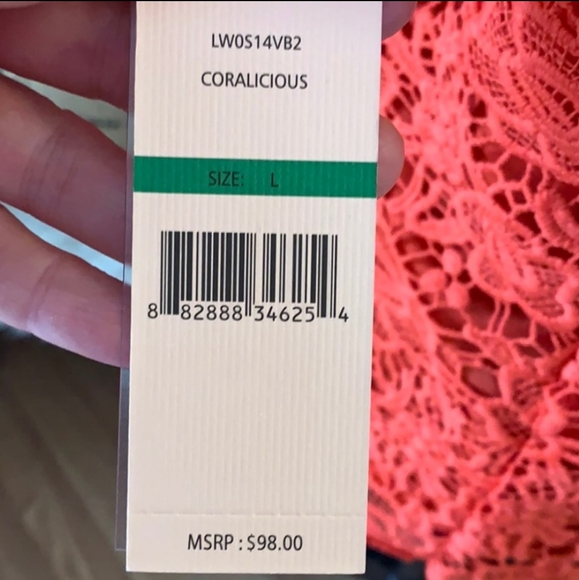 LW0S14VB2
CORALICIOUS
SIZE: L
8 82888 34625 4
MSRP : $98.00